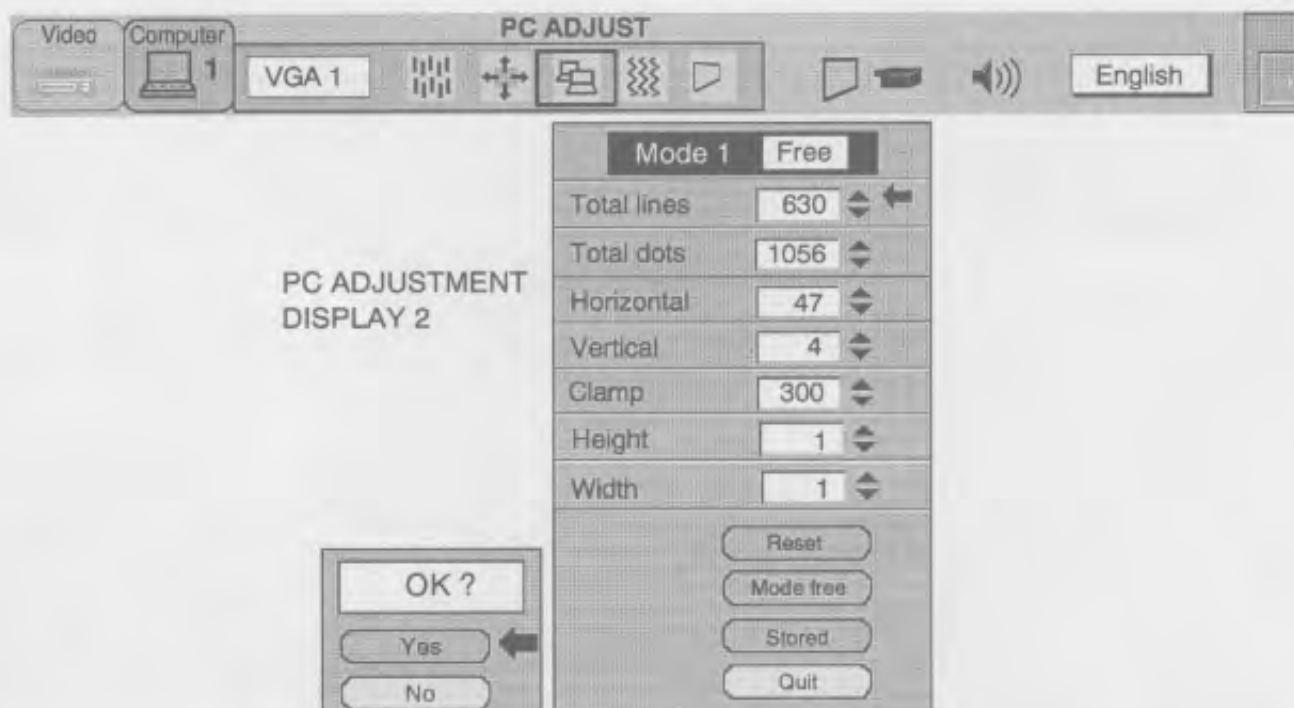 PC ADJUST
Video
Computer
1
VGA 1
English
Mode 1 Free
Total lines 630
Total dots 1056
PC ADJUSTMENT
DISPLAY 2
Horizontal 47
Vertical 4
Clamp 300
Height 1
Width 1
Reset
Mode free
Stored
Quit
OK ?
Yes
No